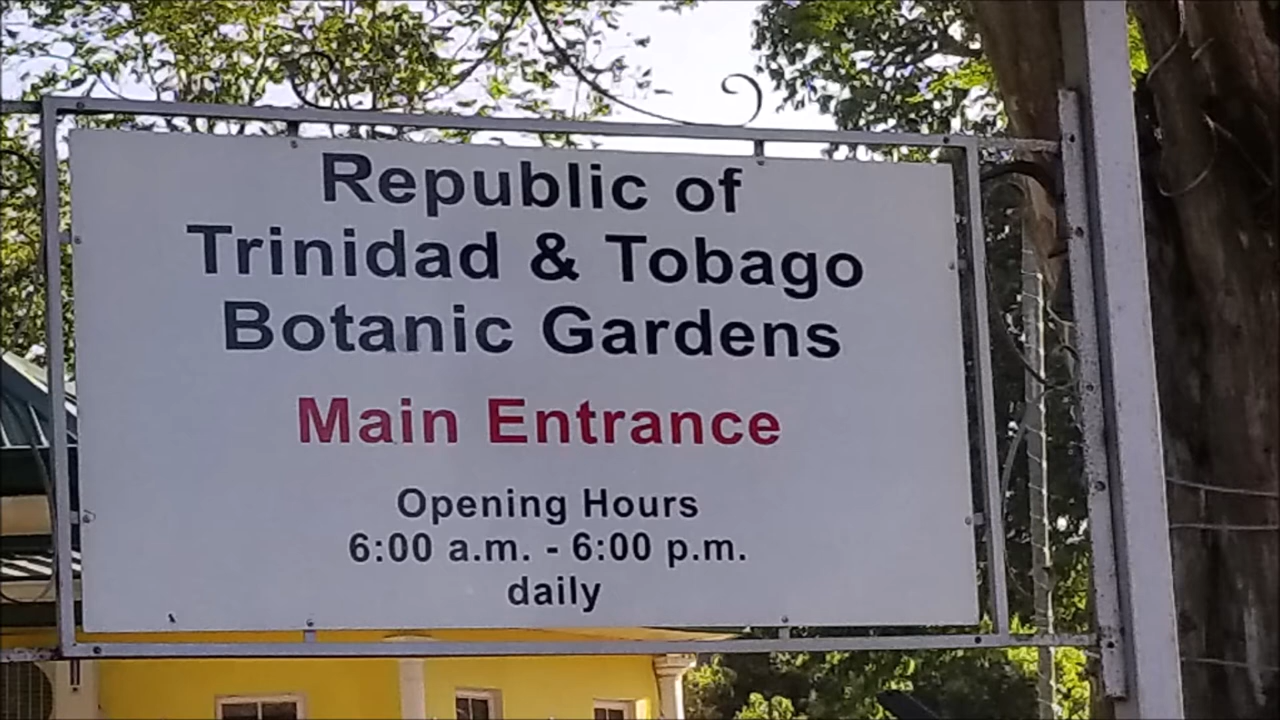 Republic of
Trinidad & Tobago
Botanic Gardens
Main Entrance
Opening Hours
6:00 a.m. - 6:00 p.m.
daily